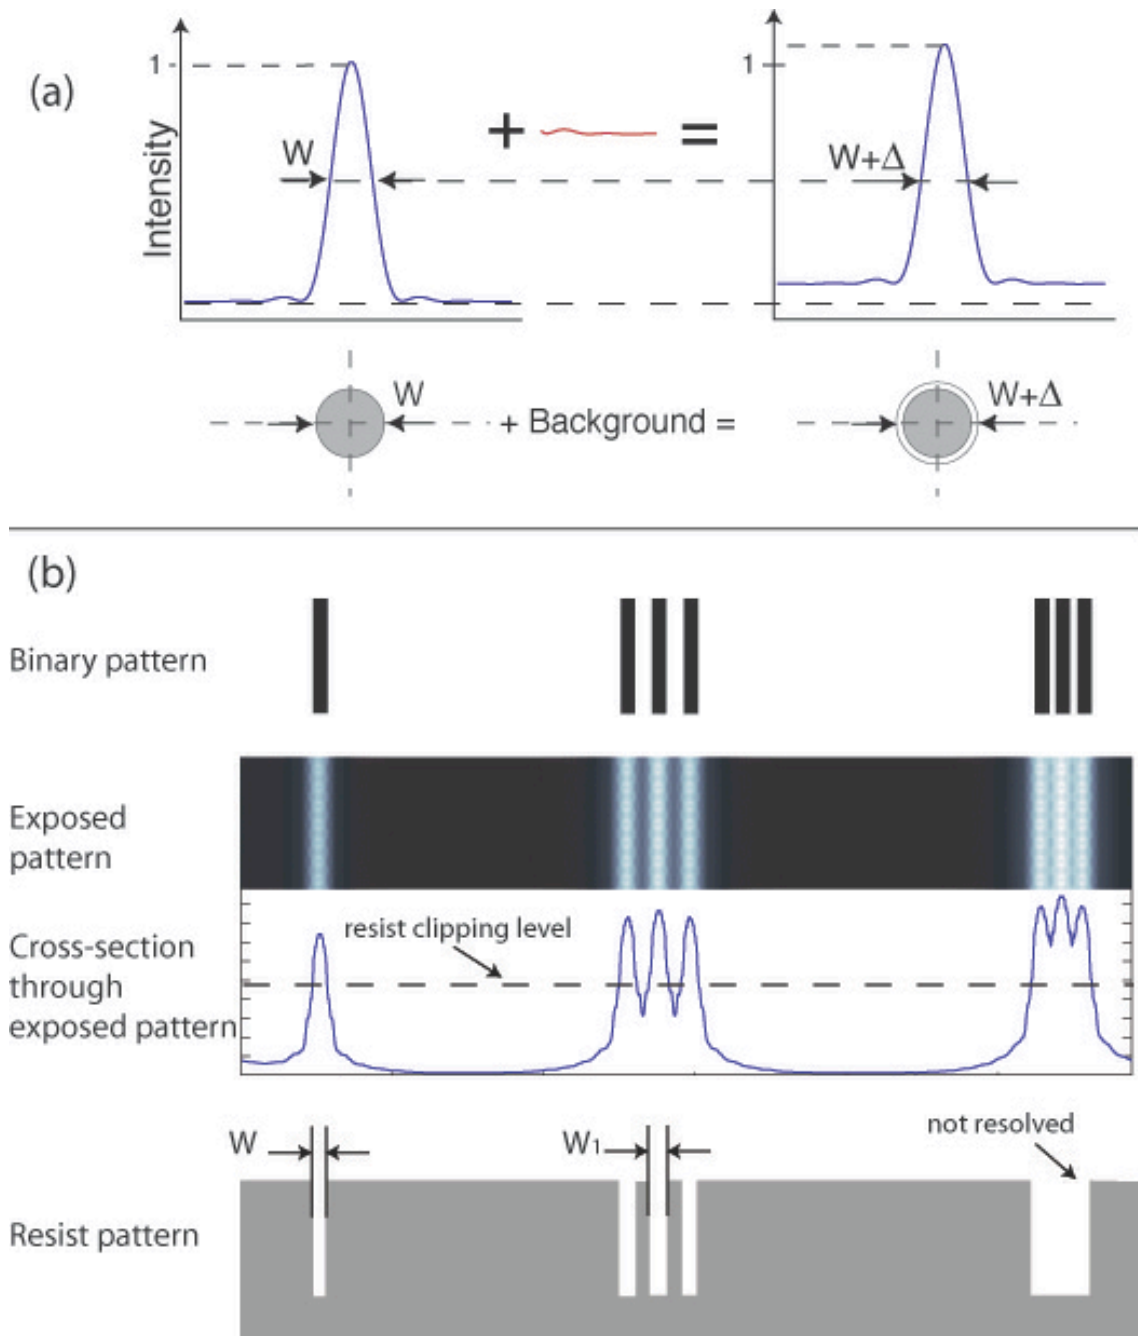 (a)
Intensity
1
W
+
=
1
W+Δ
W
+ Background =
W+Δ
(b)
Binary pattern
Exposed
pattern
resist clipping level
Cross-section
through
exposed pattern
W
W1
not resolved
Resist pattern